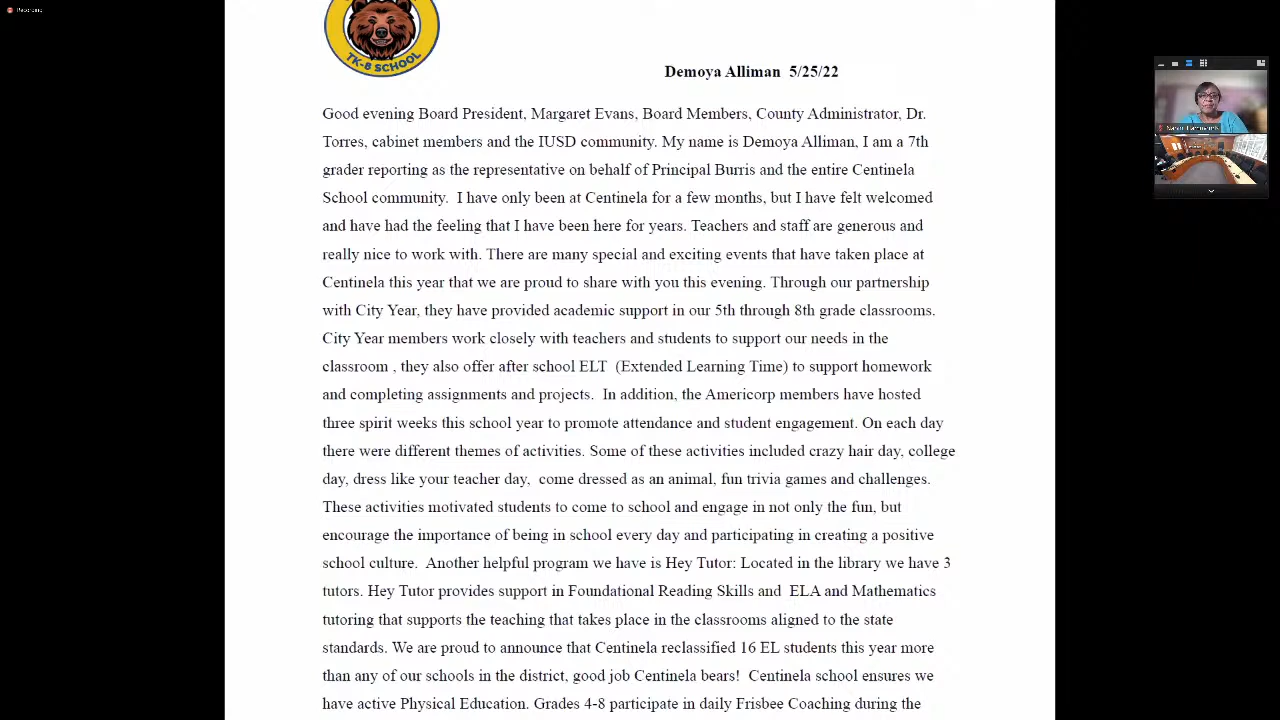 Recording
TK-8 SCHOOL
Demoya Alliman 5/25/22
Good evening Board President, Margaret Evans, Board Members, County Administrator, Dr.
Torres, cabinet members and the IUSD community. My name is Demoya Alliman, I am a 7th
grader reporting as the representative on behalf of Principal Burris and the entire Centinela
School community.  I have only been at Centinela for a few months, but I have felt welcomed
and have had the feeling that I have been here for years. Teachers and staff are generous and
really nice to work with. There are many special and exciting events that have taken place at
Centinela this year that we are proud to share with you this evening. Through our partnership
with City Year, they have provided academic support in our 5th through 8th grade classrooms.
City Year members work closely with teachers and students to support our needs in the
classroom , they also offer after school ELT  (Extended Learning Time) to support homework
and completing assignments and projects.  In addition, the Americorp members have hosted
three spirit weeks this school year to promote attendance and student engagement. On each day
there were different themes of activities. Some of these activities included crazy hair day, college
day, dress like your teacher day,  come dressed as an animal, fun trivia games and challenges.
These activities motivated students to come to school and engage in not only the fun, but
encourage the importance of being in school every day and participating in creating a positive
school culture.  Another helpful program we have is Hey Tutor: Located in the library we have 3
tutors. Hey Tutor provides support in Foundational Reading Skills and  ELA and Mathematics
tutoring that supports the teaching that takes place in the classrooms aligned to the state
standards. We are proud to announce that Centinela reclassified 16 EL students this year more
than any of our schools in the district, good job Centinela bears!  Centinela school ensures we
have active Physical Education. Grades 4-8 participate in daily Frisbee Coaching during the